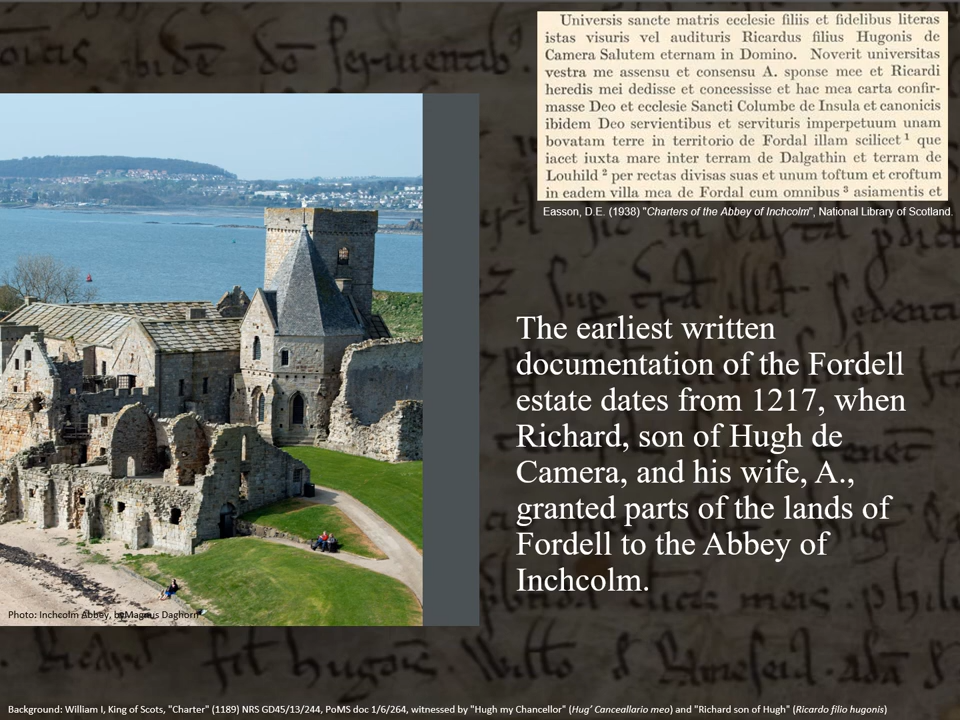 Universis sancte matris ecclesie filiis et fidelibus literas
istas visuris vel audituris Ricardus filius Hugonis de
Camera Salutem eternam in Domino. Noverit universitas
vestra me assensu et consensu A. sponse mee et Ricardi
heredis mei dedisse et concessisse et hac mea carta confir-
masse Deo et ecclesie Sancti Columbe de Insula et canonicis
ibidem Deo servientibus et servituris imperpetuum unam
bovatam terre in territorio de Fordal illam scilicet ¹ que
iacet iuxta mare inter terram de Dalgathin et terram de
Louhild ² per rectas divisas suas et unum toftum et croftum
in eadem villa mea de Fordal cum omnibus ³ asiamentis et
Easson, D.E. (1938) "Charters of the Abbey of Inchcolm", National Library of Scotland.
The earliest written
documentation of the Fordell
estate dates from 1217, when
Richard, son of Hugh de
Camera, and his wife, A.,
granted parts of the lands of
Fordell to the Abbey of
Inchcolm.
Photo: Inchcolm Abbey, by Magnus Daghorn
Background: William I, King of Scots, "Charter" (1189) NRS GD45/13/244, PoMS doc 1/6/264, witnessed by "Hugh my Chancellor" (Hug' Canceallario meo) and "Richard son of Hugh" (Ricardo filio hugonis)